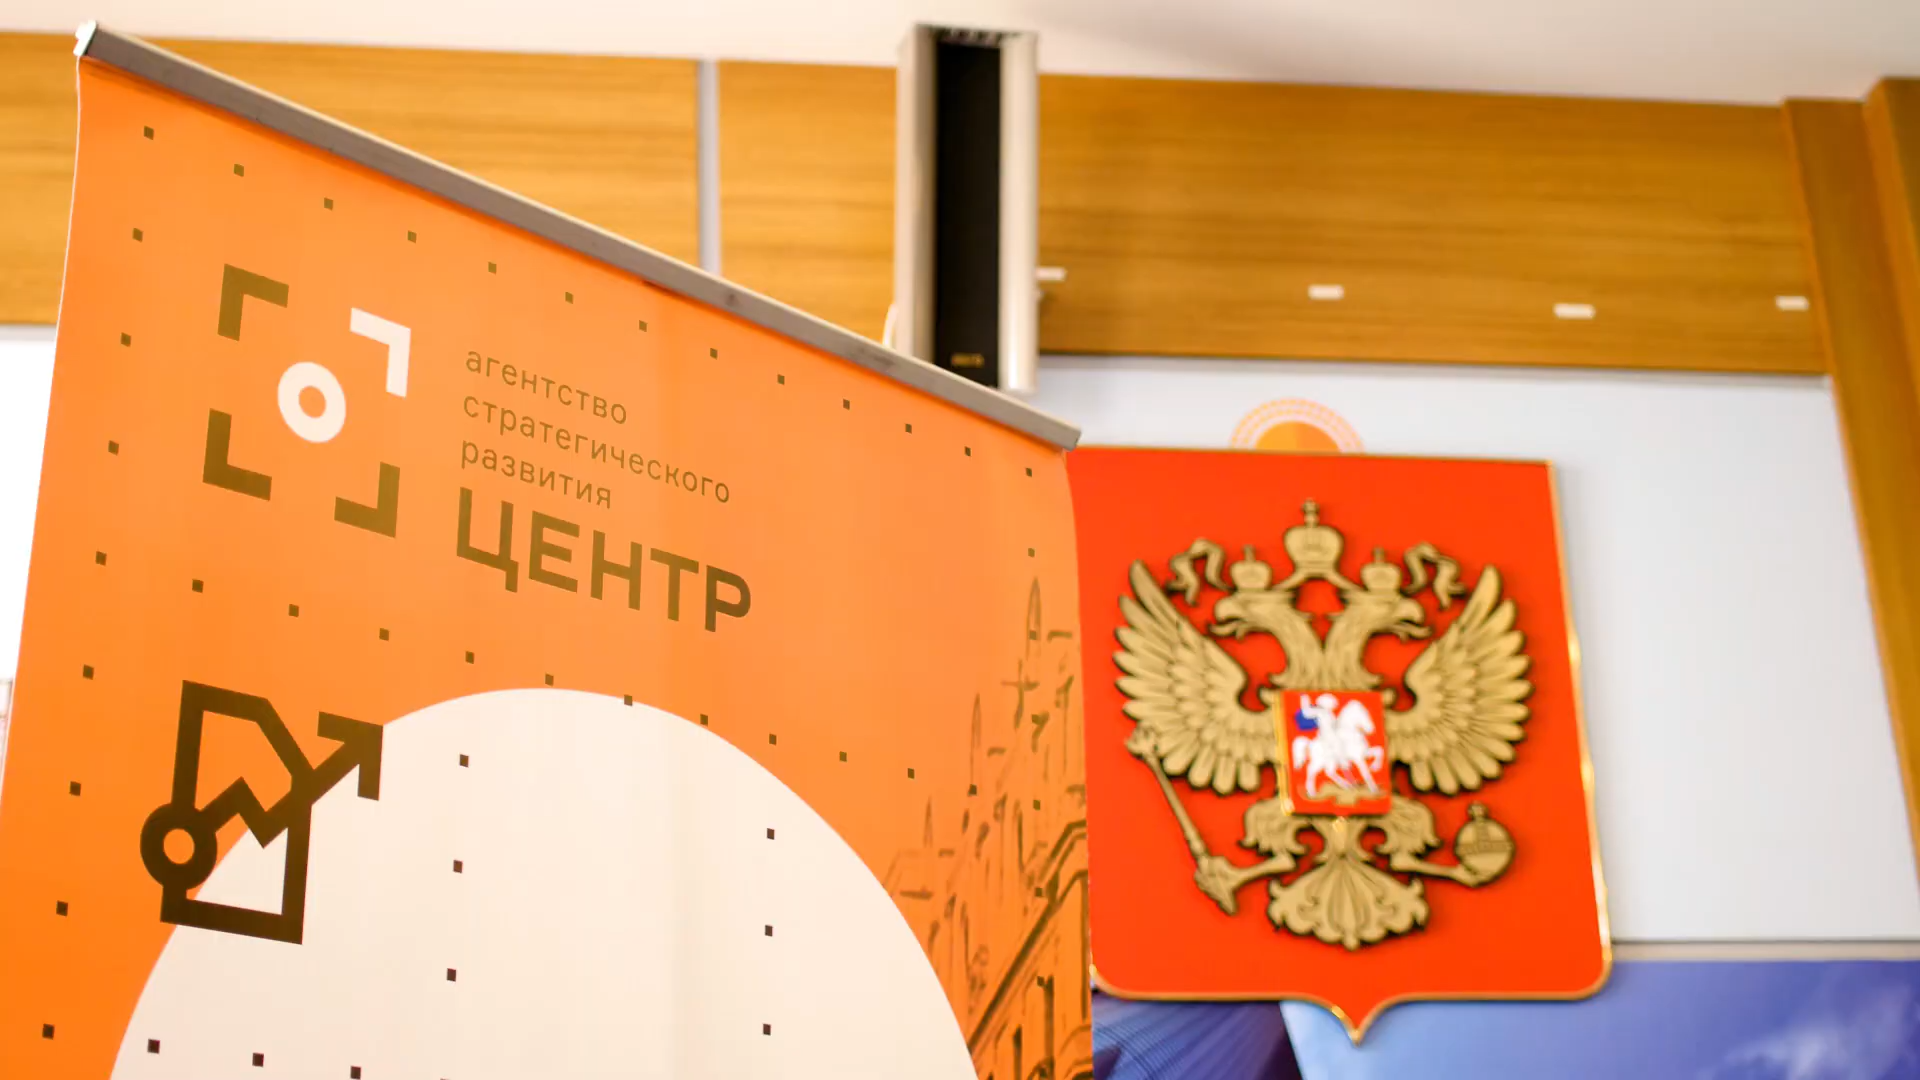 агентство
стратегического
развития
ЦЕНТР